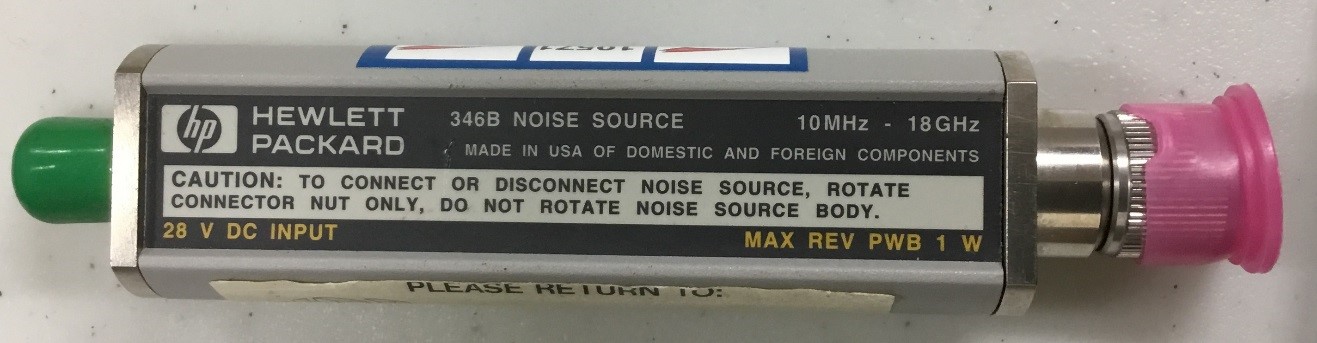 hp HEWLETT PACKARD
346B NOISE SOURCE 10MHz - 18GHz
MADE IN USA OF DOMESTIC AND FOREIGN COMPONENTS
CAUTION: TO CONNECT OR DISCONNECT NOISE SOURCE, ROTATE
CONNECTOR NUT ONLY, DO NOT ROTATE NOISE SOURCE BODY.
28 V DC INPUT MAX REV PWR 1 W
PLEASE RETURN TO: